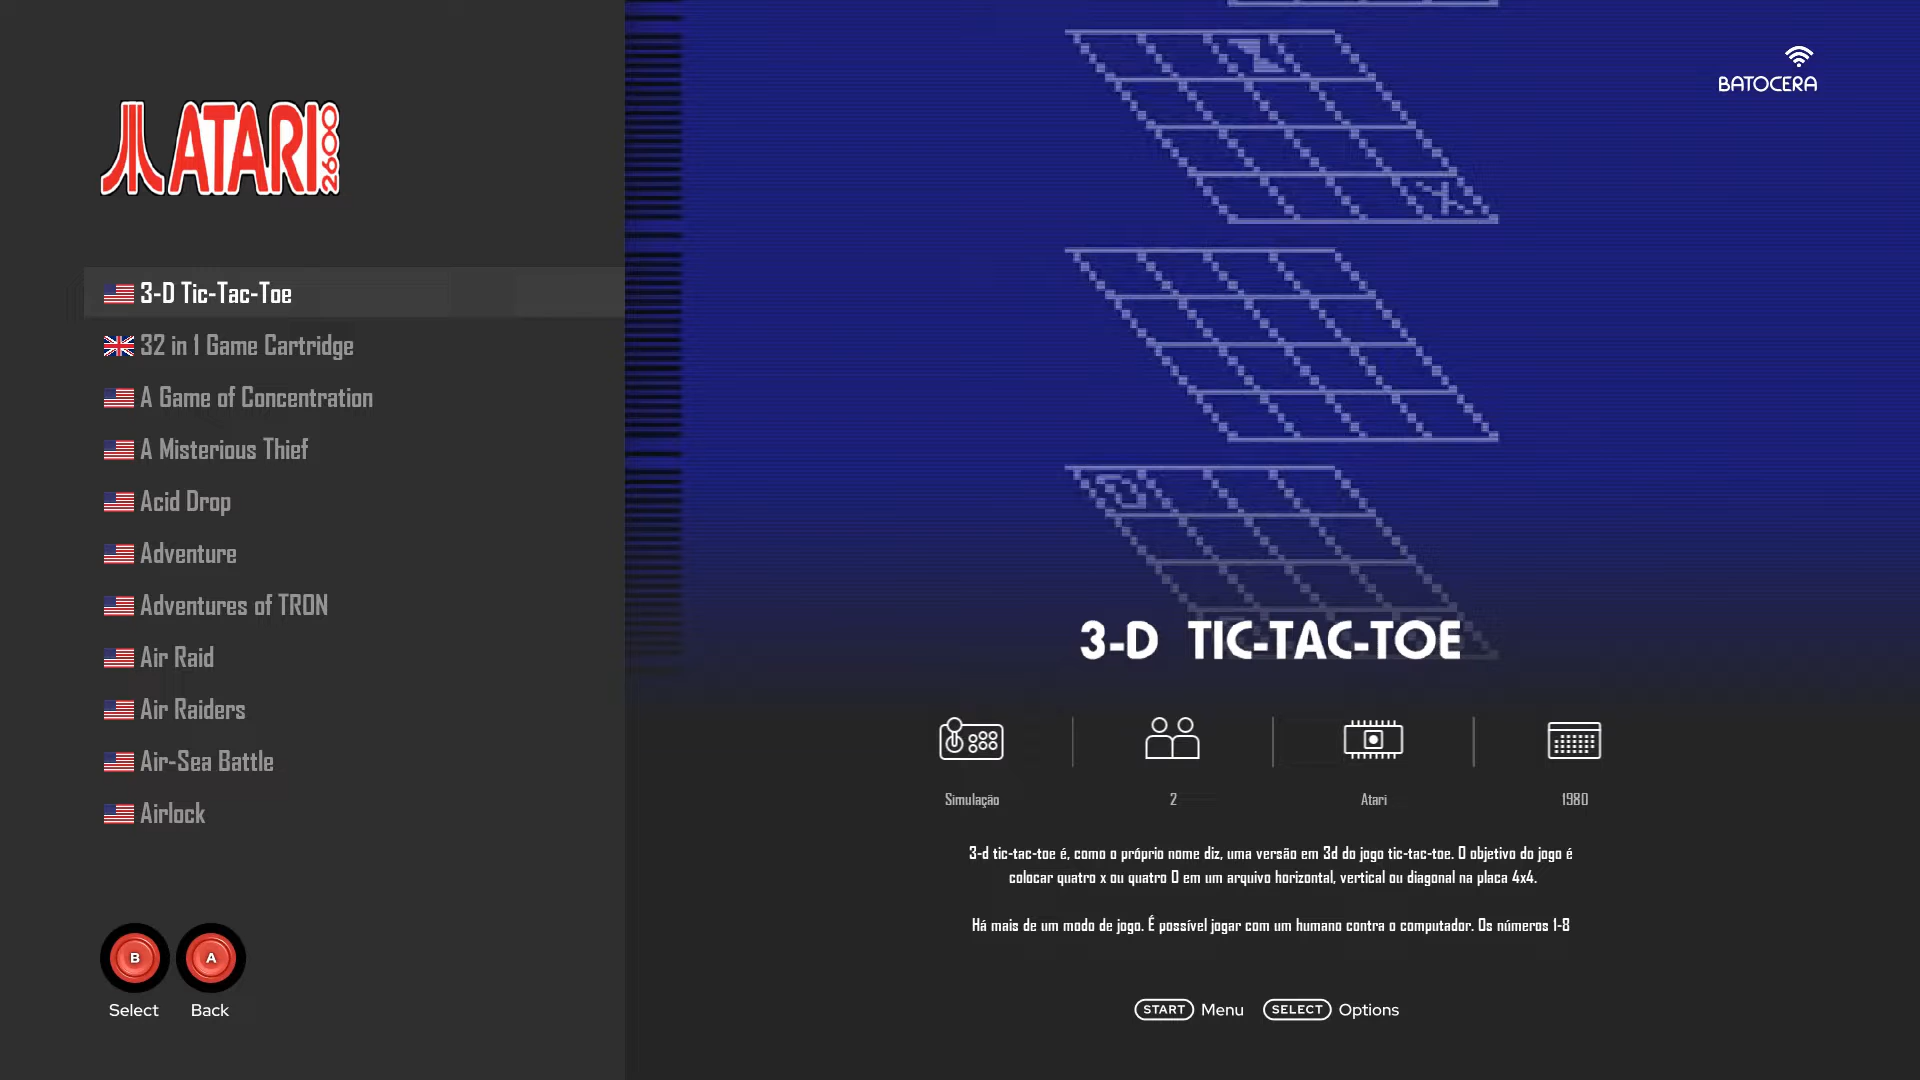 BATOCERA
ATARI 2600
3-D Tic-Tac-Toe
32 in 1 Game Cartridge
A Game of Concentration
A Misterious Thief
Acid Drop
Adventure
Adventures of TRON
Air Raid
Air Raiders
Air-Sea Battle
Airlock
3-D TIC-TAC-TOE
Simulação
2
Atari
1980
3-d tic-tac-toe é, como o próprio nome diz, uma versão em 3d do jogo tic-tac-toe. O objetivo do jogo é
colocar quatro x ou quatro O em um arquivo horizontal, vertical ou diagonal na placa 4x4.
Há mais de um modo de jogo. É possível jogar com um humano contra o computador. Os números 1-8
B
A
Select
Back
START Menu
SELECT Options